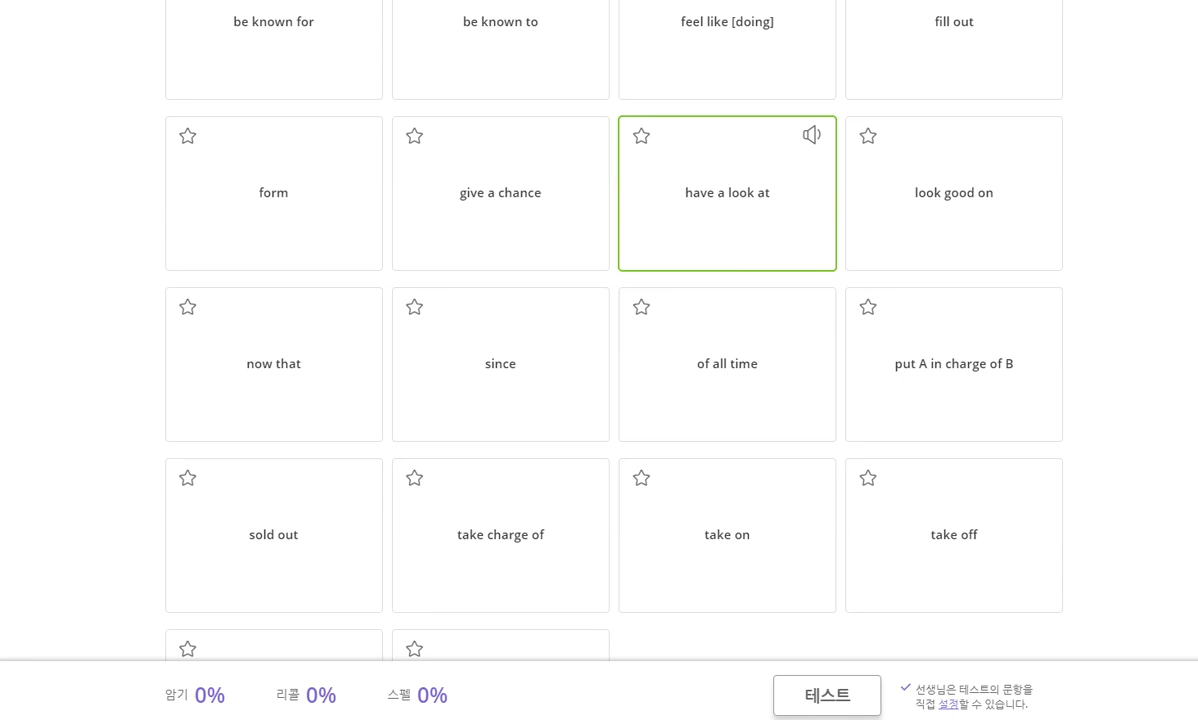 be known for
be known to
feel like [doing]
fill out
form
give a chance
have a look at
look good on
now that
since
of all time
put A in charge of B
sold out
take charge of
take on
take off
암기 0%
리콜 0%
스펠 0%
테스트
선생님은 테스트의 문항을
직접 설정할 수 있습니다.